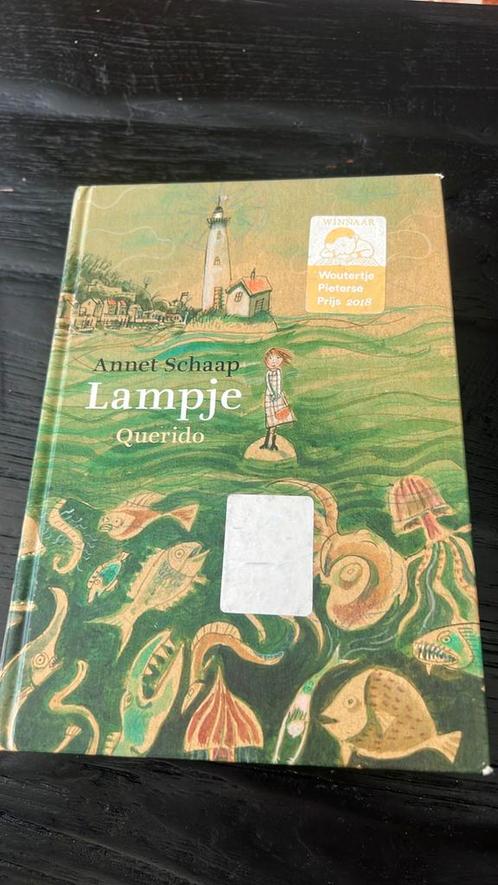 WINNAAR
Woutertje
Pieterse
Prijs 2018
Annet Schaap
Lampje
Querido